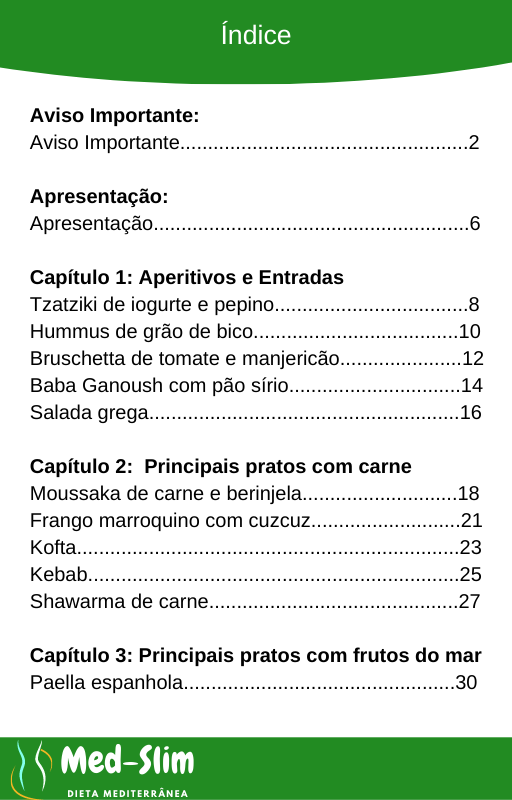 Índice
Aviso Importante:
Aviso Importante....................................................2
Apresentação:
Apresentação.........................................................6
Capítulo 1: Aperitivos e Entradas
Tzatziki de iogurte e pepino...................................8
Hummus de grão de bico.....................................10
Bruschetta de tomate e manjericão......................12
Baba Ganoush com pão sírio...............................14
Salada grega........................................................16
Capítulo 2:  Principais pratos com carne
Moussaka de carne e berinjela............................18
Frango marroquino com cuzcuz...........................21
Kofta.....................................................................23
Kebab...................................................................25
Shawarma de carne.............................................27
Capítulo 3: Principais pratos com frutos do mar
Paella espanhola.................................................30
Med-Slim
DIETA MEDITERRÂNEA